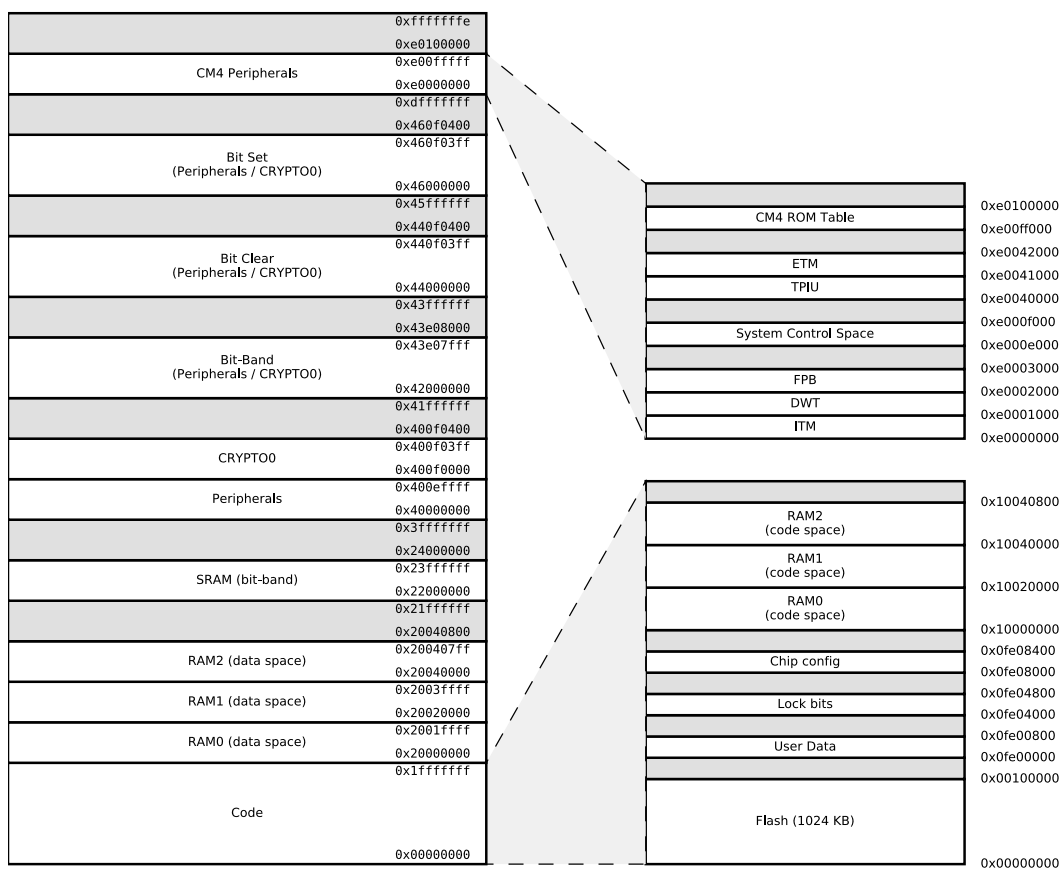 0xfffffffe
0xe0100000
0xe00fffff
CM4 Peripherals
0xe0000000
0xdfffffff
0x460f0400
0x460f03ff
Bit Set
(Peripherals / CRYPTO0)
0x46000000
0x45ffffff
0x440f0400
0x440f03ff
Bit Clear
(Peripherals / CRYPTO0)
0x44000000
0x43ffffff
0x43e08000
0x43e07fff
Bit-Band
(Peripherals / CRYPTO0)
0x42000000
0x41ffffff
0x400f0400
0x400f03ff
CRYPTO0
0x400f0000
0x400effff
Peripherals
0x40000000
0x3fffffff
0x24000000
0x23ffffff
SRAM (bit-band)
0x22000000
0x21ffffff
0x20040800
0x200407ff
RAM2 (data space)
0x20040000
0x2003ffff
RAM1 (data space)
0x20020000
0x2001ffff
RAM0 (data space)
0x20000000
0x1fffffff
Code
0x00000000
0xe0100000
CM4 ROM Table
0xe00ff000
0xe0042000
ETM
0xe0041000
TPIU
0xe0040000
0xe000f000
System Control Space
0xe000e000
0xe0003000
FPB
0xe0002000
DWT
0xe0001000
ITM
0xe0000000
0x10040800
RAM2
(code space)
0x10040000
RAM1
(code space)
0x10020000
RAM0
(code space)
0x10000000
0x0fe08400
Chip config
0x0fe08000
0x0fe04800
Lock bits
0x0fe04000
0x0fe00800
User Data
0x0fe00000
0x00100000
Flash (1024 KB)
0x00000000